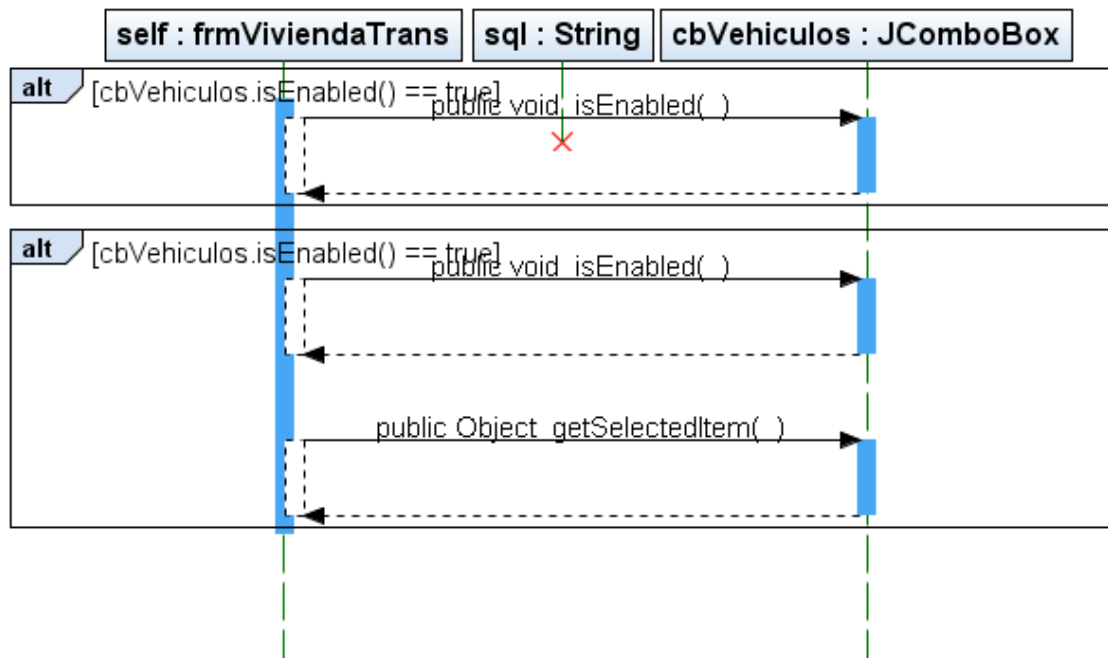 self : frmViviendaTrans
sql : String
cbVehiculos : JComboBox
alt
[cbVehiculos.isEnabled() == true]
public void isEnabled( )
alt
[cbVehiculos.isEnabled() == true]
public void isEnabled( )
public Object getSelectedItem( )